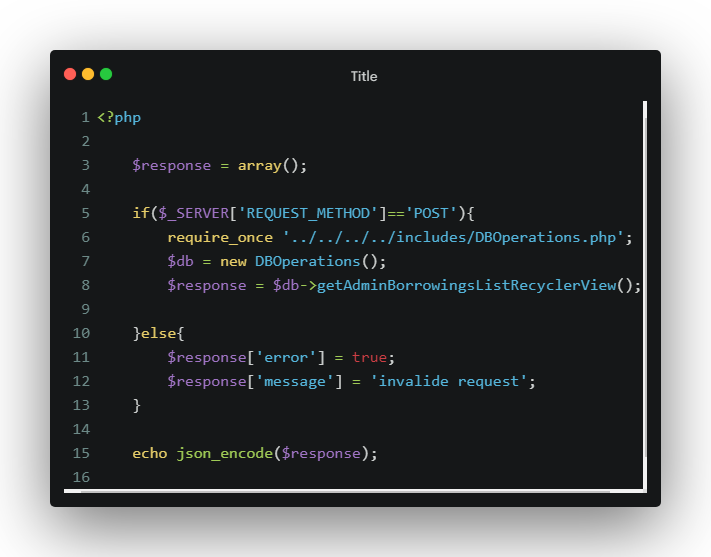 Title
1 <?php
2
3 $response = array();
4
5 if($_SERVER['REQUEST_METHOD']=='POST'){
6 require_once '../../../../includes/DBOperations.php';
7 $db = new DBOperations();
8 $response = $db->getAdminBorrowingsListRecyclerView();
9
10 }else{
11 $response['error'] = true;
12 $response['message'] = 'invalide request';
13 }
14
15 echo json_encode($response);
16